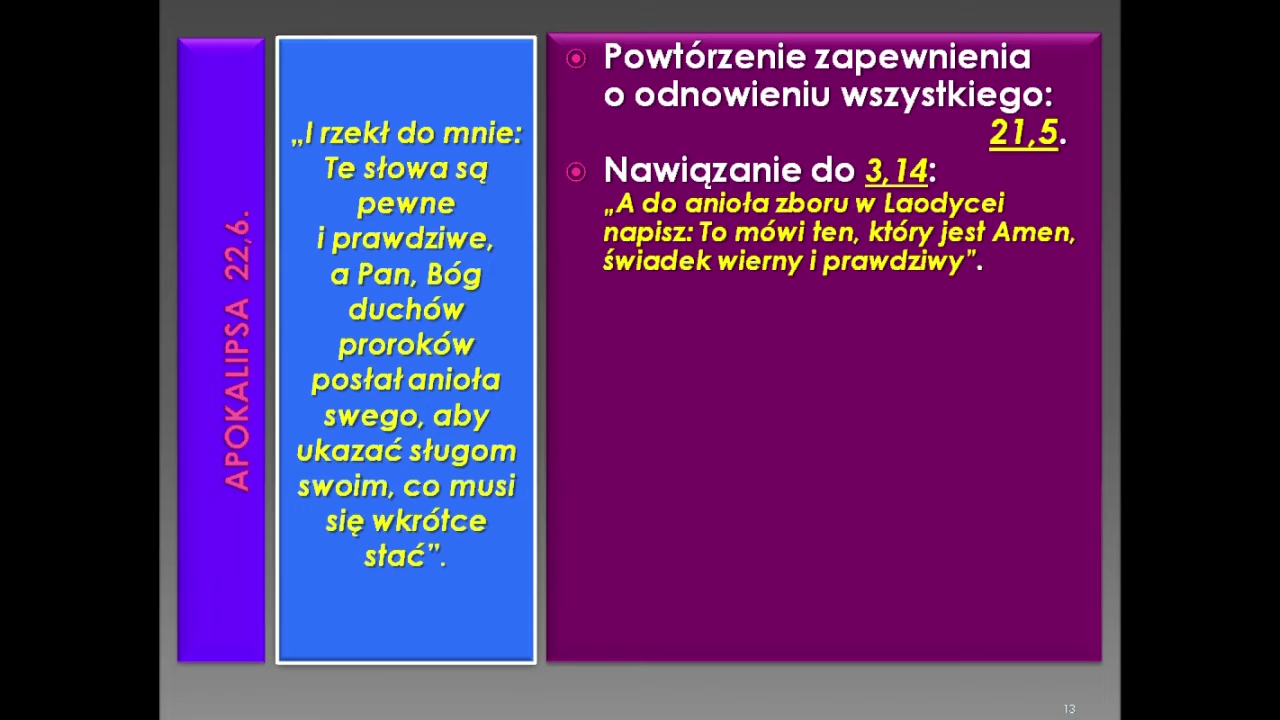 APOKALIPSA 22,6.
„I rzekł do mnie:
Te słowa są
pewne
i prawdziwe,
a Pan, Bóg
duchów
proroków
posłał anioła
swego, aby
ukazać sługom
swoim, co musi
się wkrótce
stać”.
Powtórzenie zapewnienia
o odnowieniu wszystkiego:
21,5.
Nawiązanie do 3,14:
„A do anioła zboru w Laodycei
napisz: To mówi ten, który jest Amen,
świadek wierny i prawdziwy”.
13